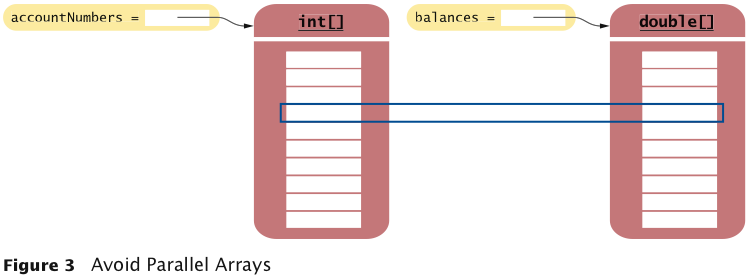 accountNumbers =
int[]
balances =
double[]
Figure 3 Avoid Parallel Arrays